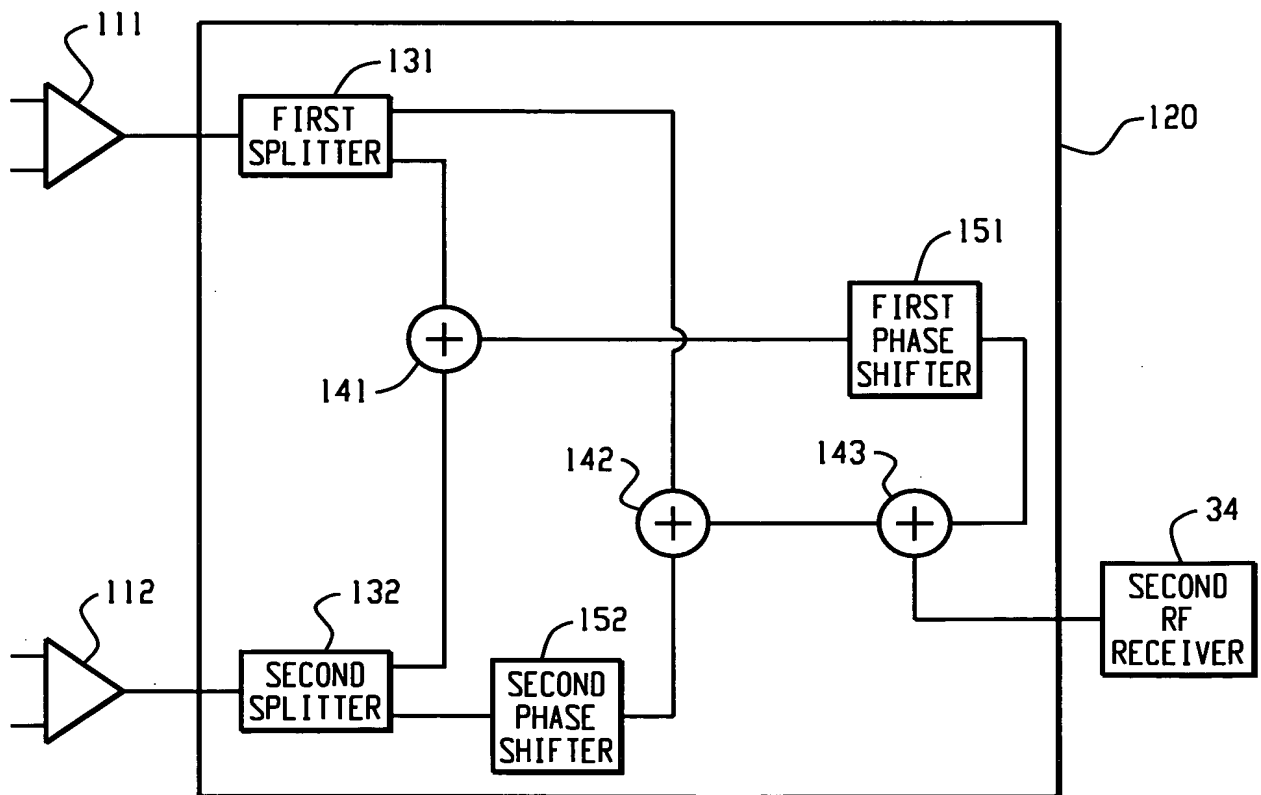 111
131
FIRST
SPLITTER
120
151
FIRST
PHASE
SHIFTER
141
142
143
34
SECOND
RF
RECEIVER
112
132
SECOND
SPLITTER
152
SECOND
PHASE
SHIFTER